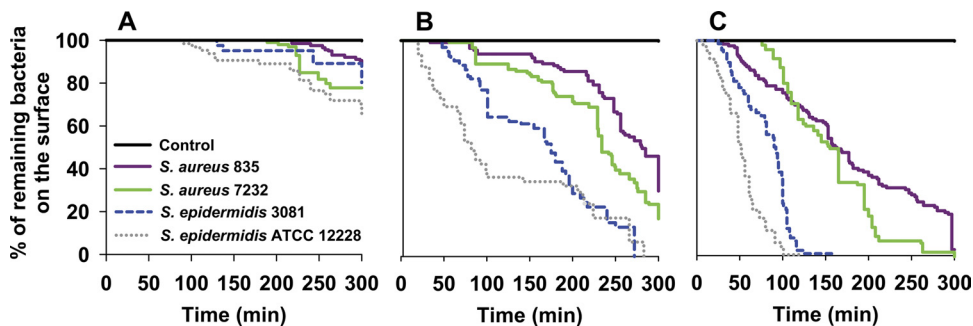 A B C
% of remaining bacteria
on the surface
100
80
60
40
20
0
Control
S. aureus 835
S. aureus 7232
S. epidermidis 3081
S. epidermidis ATCC 12228
0 50 100 150 200 250 300
0 50 100 150 200 250 300
0 50 100 150 200 250 300
Time (min)
Time (min)
Time (min)